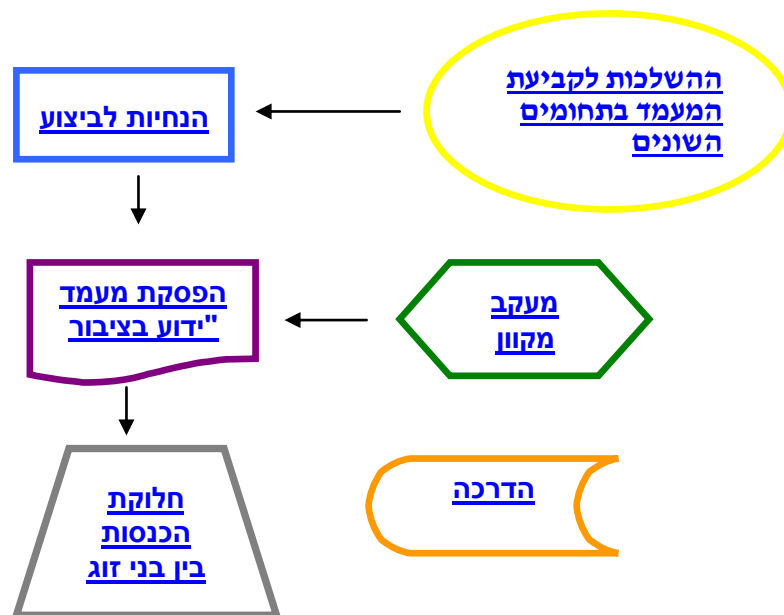 ההשלכות לקביעת
המעמד בתחומים
השונים
הנחיות לביצוע
הפסקת מעמד
"ידוע בציבור
מעקב
מקוון
חלוקת
הכנסות
בין בני זוג
הדרכה